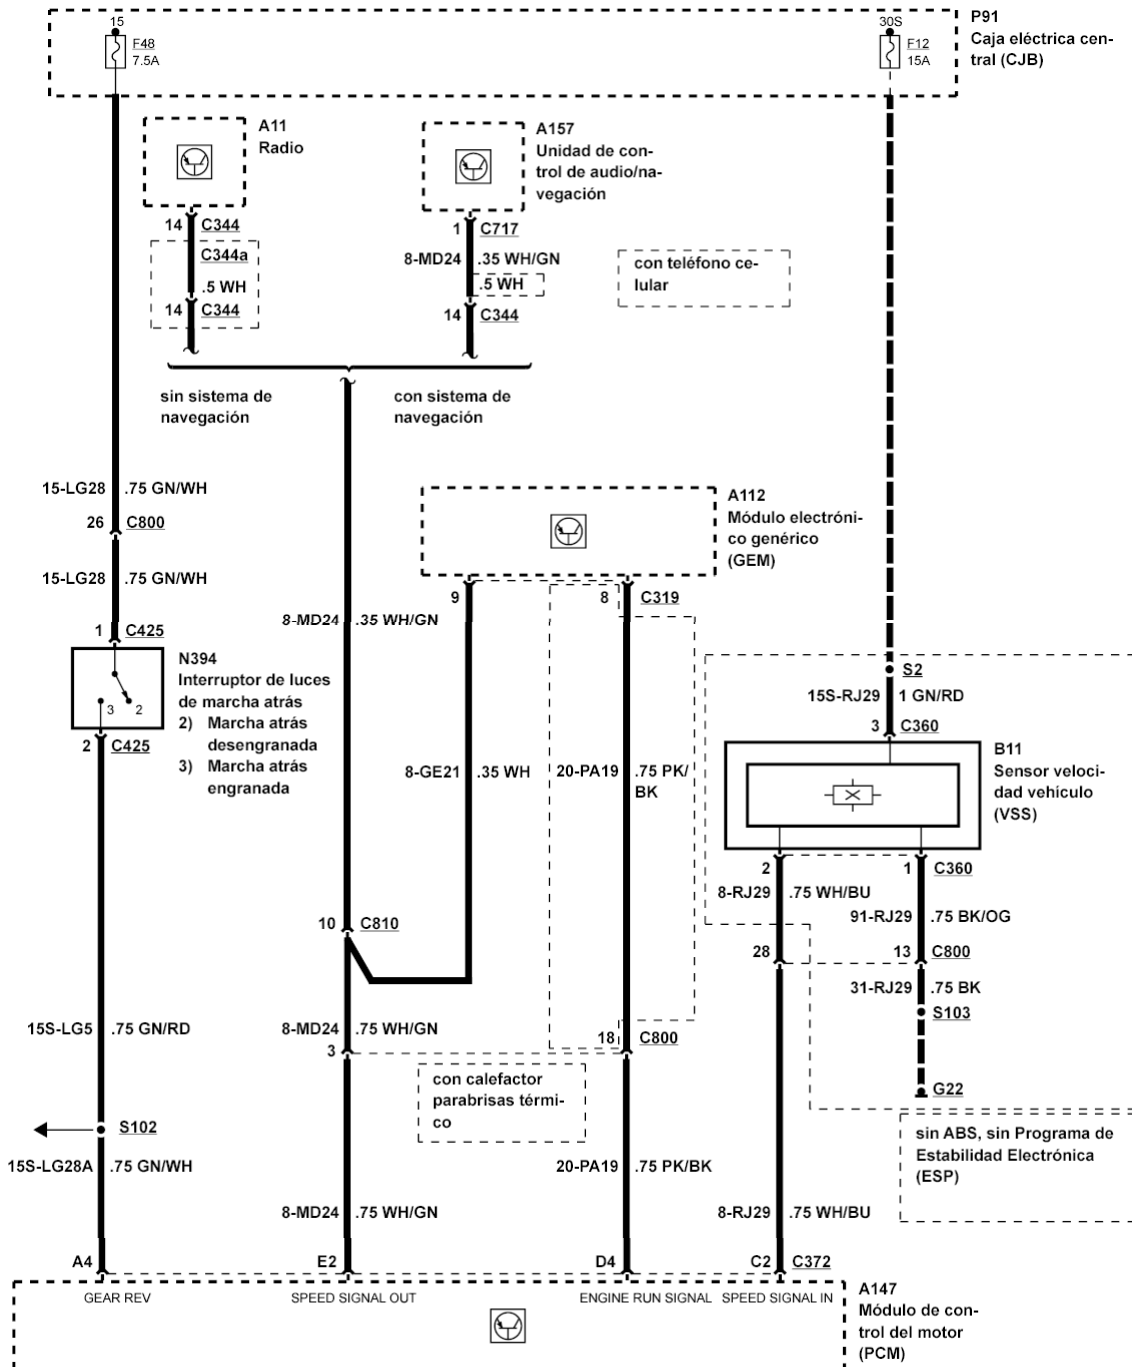 15
F48
7.5A
30S
F12
15A
P91
Caja eléctrica cen-
tral (CJB)
A11
Radio
A157
Unidad de con-
trol de audio/na-
vegación
14 C344
C344a
.5 WH
14 C344
1 C717
8-MD24 .35 WH/GN
.5 WH
14 C344
con teléfono ce-
lular
sin sistema de
navegación
con sistema de
navegación
15-LG28 .75 GN/WH
26 C800
15-LG28 .75 GN/WH
1 C425
A112
Módulo electróni-
co genérico
(GEM)
9
8 C319
8-MD24 .35 WH/GN
N394
Interruptor de luces
de marcha atrás
2) Marcha atrás
desengranada
3) Marcha atrás
engranada
3 2
2 C425
S2
15S-RJ29 1 GN/RD
3 C360
B11
Sensor veloci-
dad vehículo
(VSS)
8-GE21 .35 WH
20-PA19 .75 PK/
BK
2
1 C360
8-RJ29 .75 WH/BU
91-RJ29 .75 BK/OG
10 C810
28
13 C800
31-RJ29 .75 BK
S103
15S-LG5 .75 GN/RD
8-MD24 .75 WH/GN
3
18 C800
con calefactor
parabrisas térmi-
co
G22
S102
sin ABS, sin Programa de
Estabilidad Electrónica
(ESP)
15S-LG28A .75 GN/WH
20-PA19 .75 PK/BK
8-MD24 .75 WH/GN
8-RJ29 .75 WH/BU
A4
E2
D4
C2 C372
GEAR REV
SPEED SIGNAL OUT
ENGINE RUN SIGNAL
SPEED SIGNAL IN
A147
Módulo de con-
trol del motor
(PCM)